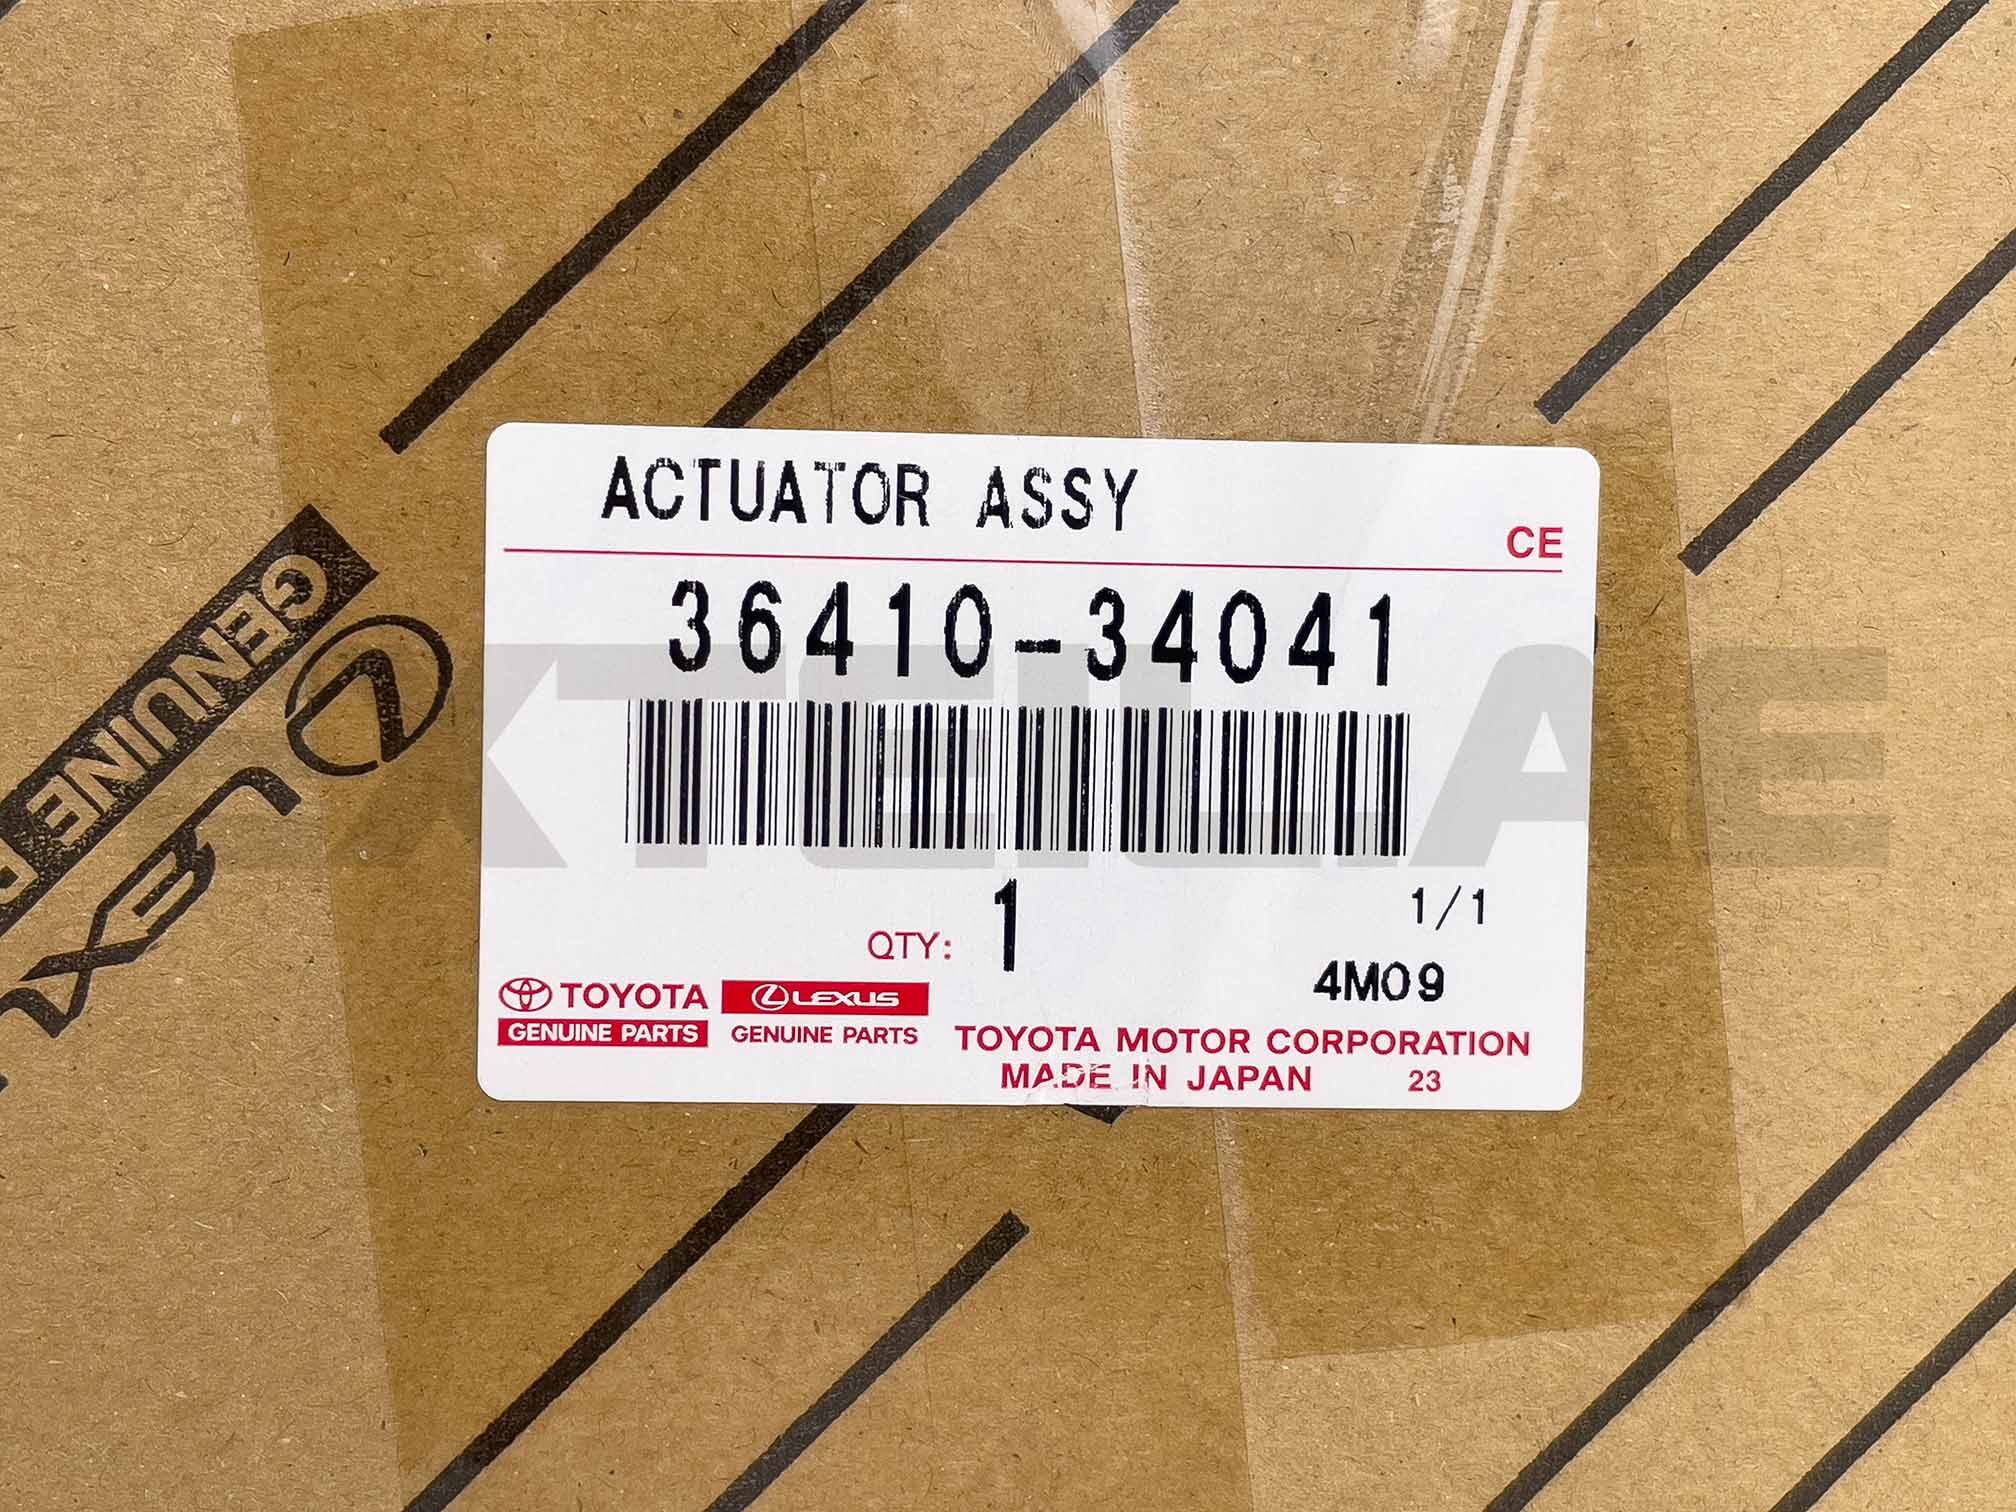 ACTUATOR ASSY
CE
36410-34041
QTY: 1
1/1
4M09
TOYOTA
GENUINE PARTS
LEXUS
GENUINE PARTS
TOYOTA MOTOR CORPORATION
MADE IN JAPAN 23
GENUINE
LEXUS
XTEILAE